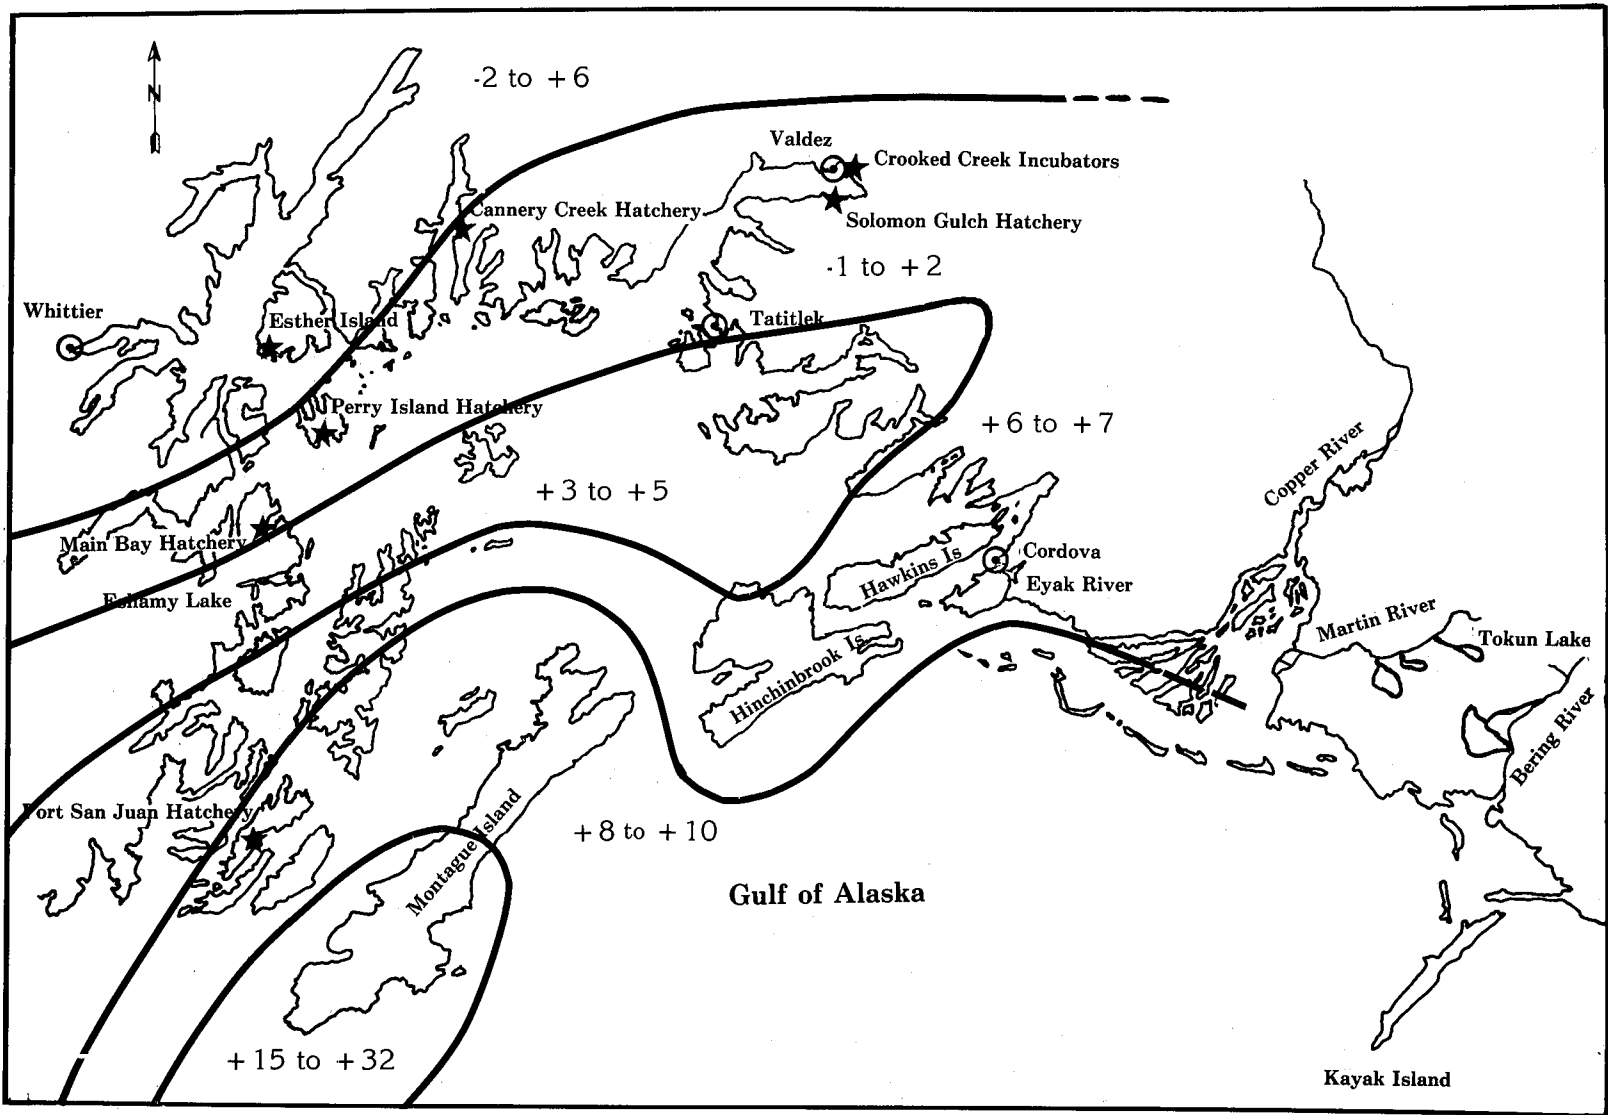 -2 to +6
N
Valdez
Crooked Creek Incubators
Cannery Creek Hatchery
Solomon Gulch Hatchery
-1 to +2
Whittier
Esther Island
Tatitlek
Perry Island Hatchery
+6 to +7
Copper River
+3 to +5
Main Bay Hatchery
Cordova
Hawkins Is
Eyak River
Eshamy Lake
Martin River
Tokun Lake
Hinchinbrook Is.
Bering River
Port San Juan Hatchery
Montague Island
+8 to +10
Gulf of Alaska
+15 to +32
Kayak Island